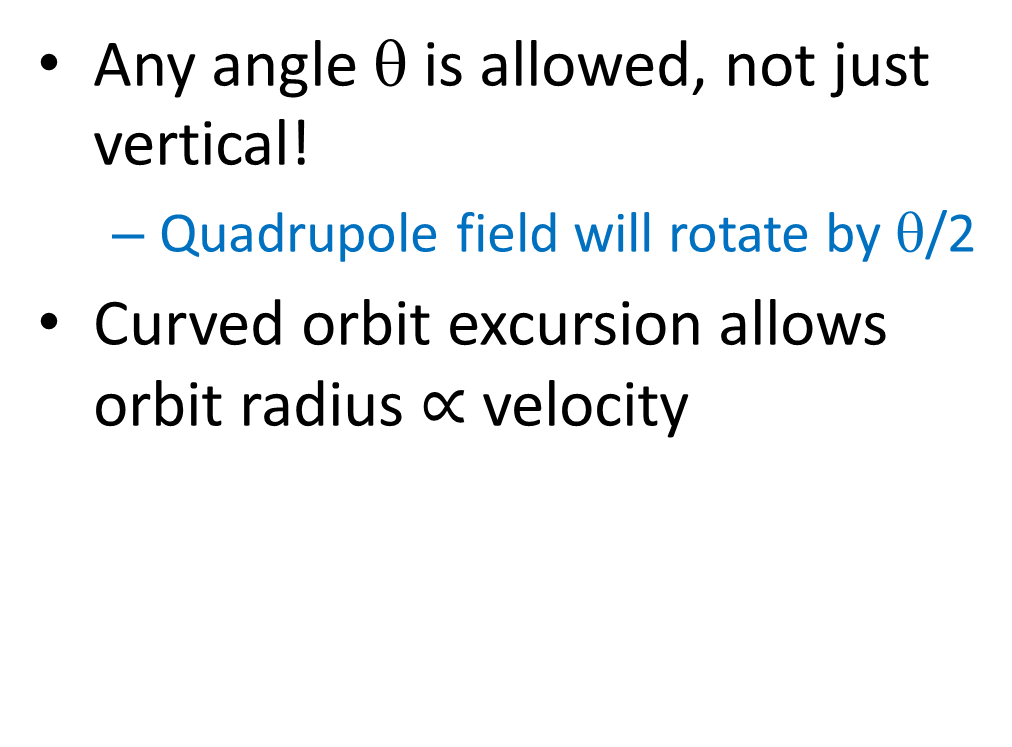 • Any angle θ is allowed, not just
vertical!
– Quadrupole field will rotate by θ/2
• Curved orbit excursion allows
orbit radius ∝ velocity